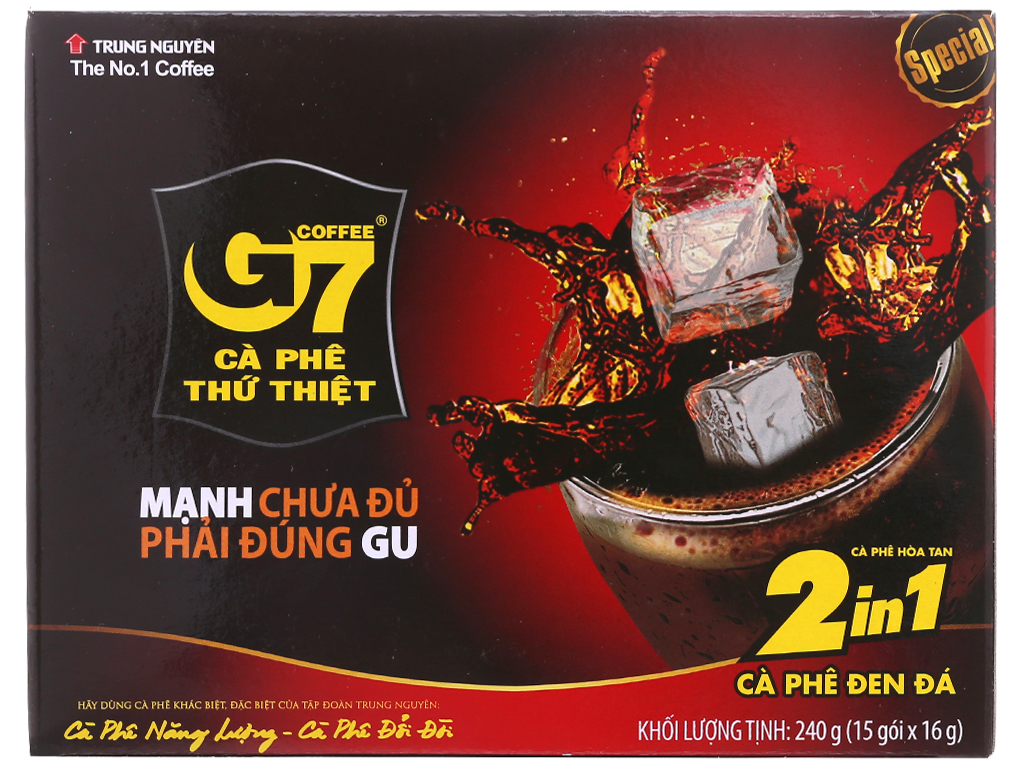 TRUNG NGUYÊN
The No.1 Coffee
Special
COFFEE®
G7
CÀ PHÊ
THỨ THIỆT
MẠNH CHƯA ĐỦ
PHẢI ĐÚNG GU
CÀ PHÊ HÒA TAN
2in1
CÀ PHÊ ĐEN ĐÁ
HÃY DÙNG CÀ PHÊ KHÁC BIỆT, ĐẶC BIỆT CỦA TẬP ĐOÀN TRUNG NGUYÊN:
Cà Phê Năng Lượng - Cà Phê Đổi Đời
KHỐI LƯỢNG TỊNH: 240 g (15 gói x 16 g)